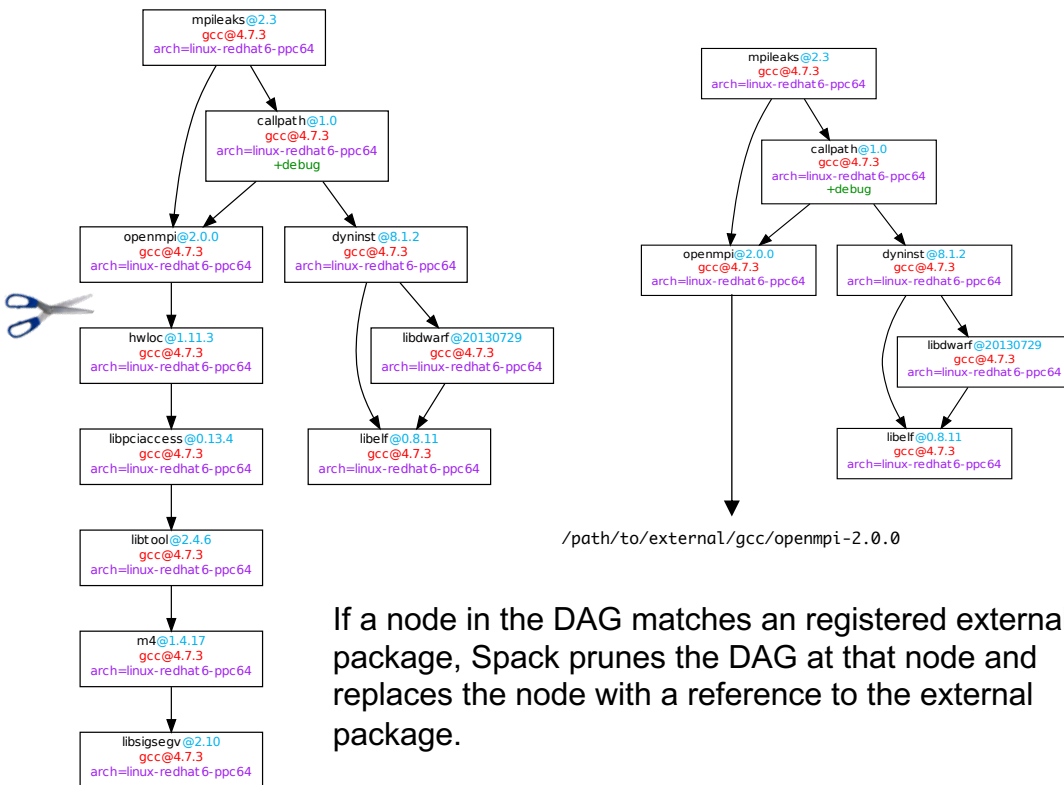 mpileaks@2.3
gcc@4.7.3
arch=linux-redhat6-ppc64
callpath@1.0
gcc@4.7.3
arch=linux-redhat6-ppc64
+debug
openmpi@2.0.0
gcc@4.7.3
arch=linux-redhat6-ppc64
dyninst@8.1.2
gcc@4.7.3
arch=linux-redhat6-ppc64
hwloc@1.11.3
gcc@4.7.3
arch=linux-redhat6-ppc64
libdwarf@20130729
gcc@4.7.3
arch=linux-redhat6-ppc64
libpciaccess@0.13.4
gcc@4.7.3
arch=linux-redhat6-ppc64
libelf@0.8.11
gcc@4.7.3
arch=linux-redhat6-ppc64
libtool@2.4.6
gcc@4.7.3
arch=linux-redhat6-ppc64
m4@1.4.17
gcc@4.7.3
arch=linux-redhat6-ppc64
libsigsegv@2.10
gcc@4.7.3
arch=linux-redhat6-ppc64
mpileaks@2.3
gcc@4.7.3
arch=linux-redhat6-ppc64
callpath@1.0
gcc@4.7.3
arch=linux-redhat6-ppc64
+debug
openmpi@2.0.0
gcc@4.7.3
arch=linux-redhat6-ppc64
dyninst@8.1.2
gcc@4.7.3
arch=linux-redhat6-ppc64
libdwarf@20130729
gcc@4.7.3
arch=linux-redhat6-ppc64
libelf@0.8.11
gcc@4.7.3
arch=linux-redhat6-ppc64
/path/to/external/gcc/openmpi-2.0.0
If a node in the DAG matches an registered externa
package, Spack prunes the DAG at that node and
replaces the node with a reference to the external
package.